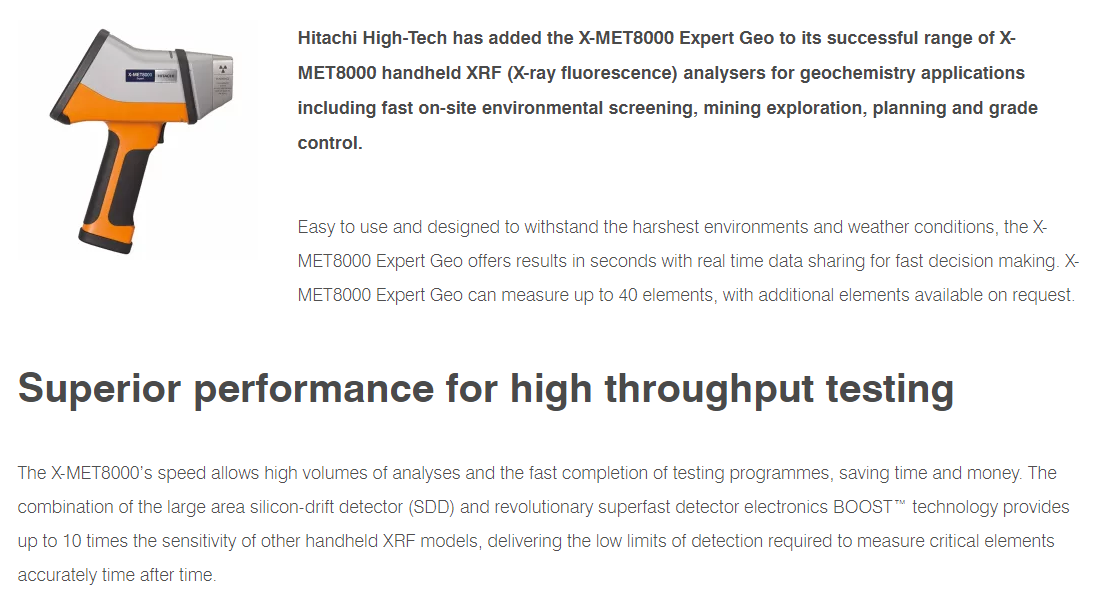 X-MET8000
HITACHI
Hitachi High-Tech has added the X-MET8000 Expert Geo to its successful range of X-
MET8000 handheld XRF (X-ray fluorescence) analysers for geochemistry applications
including fast on-site environmental screening, mining exploration, planning and grade
control.
Easy to use and designed to withstand the harshest environments and weather conditions, the X-
MET8000 Expert Geo offers results in seconds with real time data sharing for fast decision making. X-
MET8000 Expert Geo can measure up to 40 elements, with additional elements available on request.
Superior performance for high throughput testing
The X-MET8000’s speed allows high volumes of analyses and the fast completion of testing programmes, saving time and money. The
combination of the large area silicon-drift detector (SDD) and revolutionary superfast detector electronics BOOST™ technology provides
up to 10 times the sensitivity of other handheld XRF models, delivering the low limits of detection required to measure critical elements
accurately time after time.